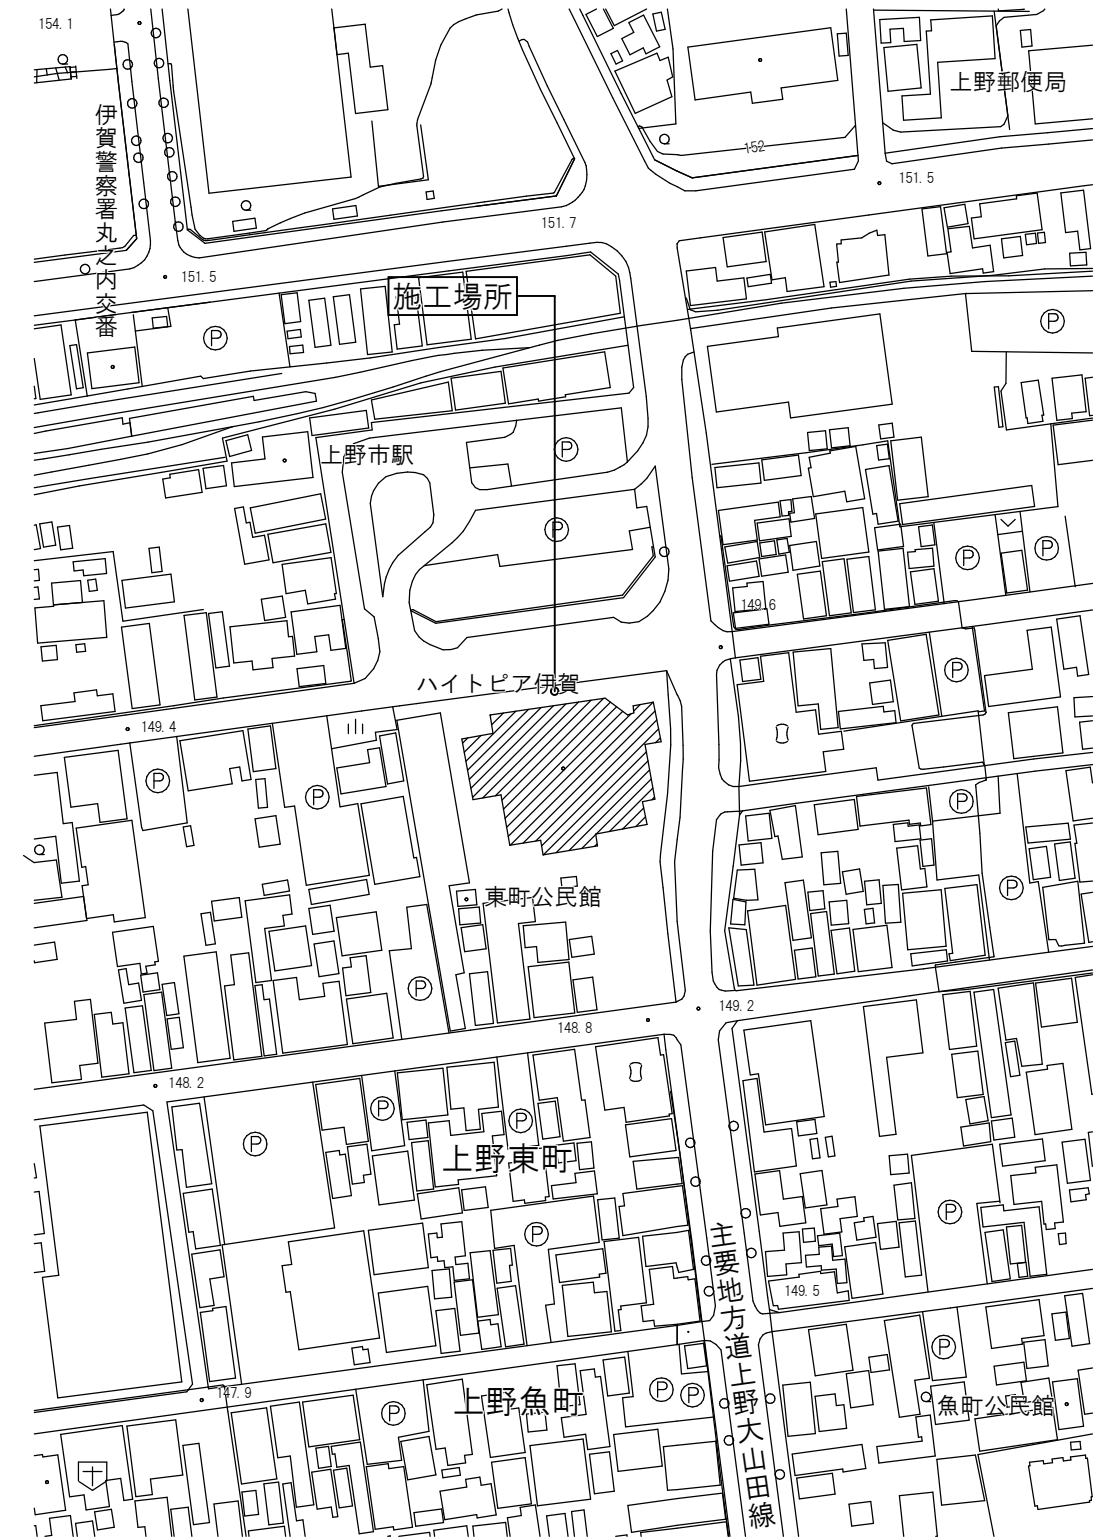 154.1
上野郵便局
152
伊賀警察署丸之内交番
151.5
151.7
151.5
施工場所
P
P
上野市駅
P
P
P
P
149.6
P
ハイトピア伊賀
149.4
P
P
P
P
東町公民館
P
149.2
148.8
148.2
P
P
P
上野東町
P
P
主要地方道上野大山田線
149.5
P
147.9
上野魚町
P
P
P
魚町公民館